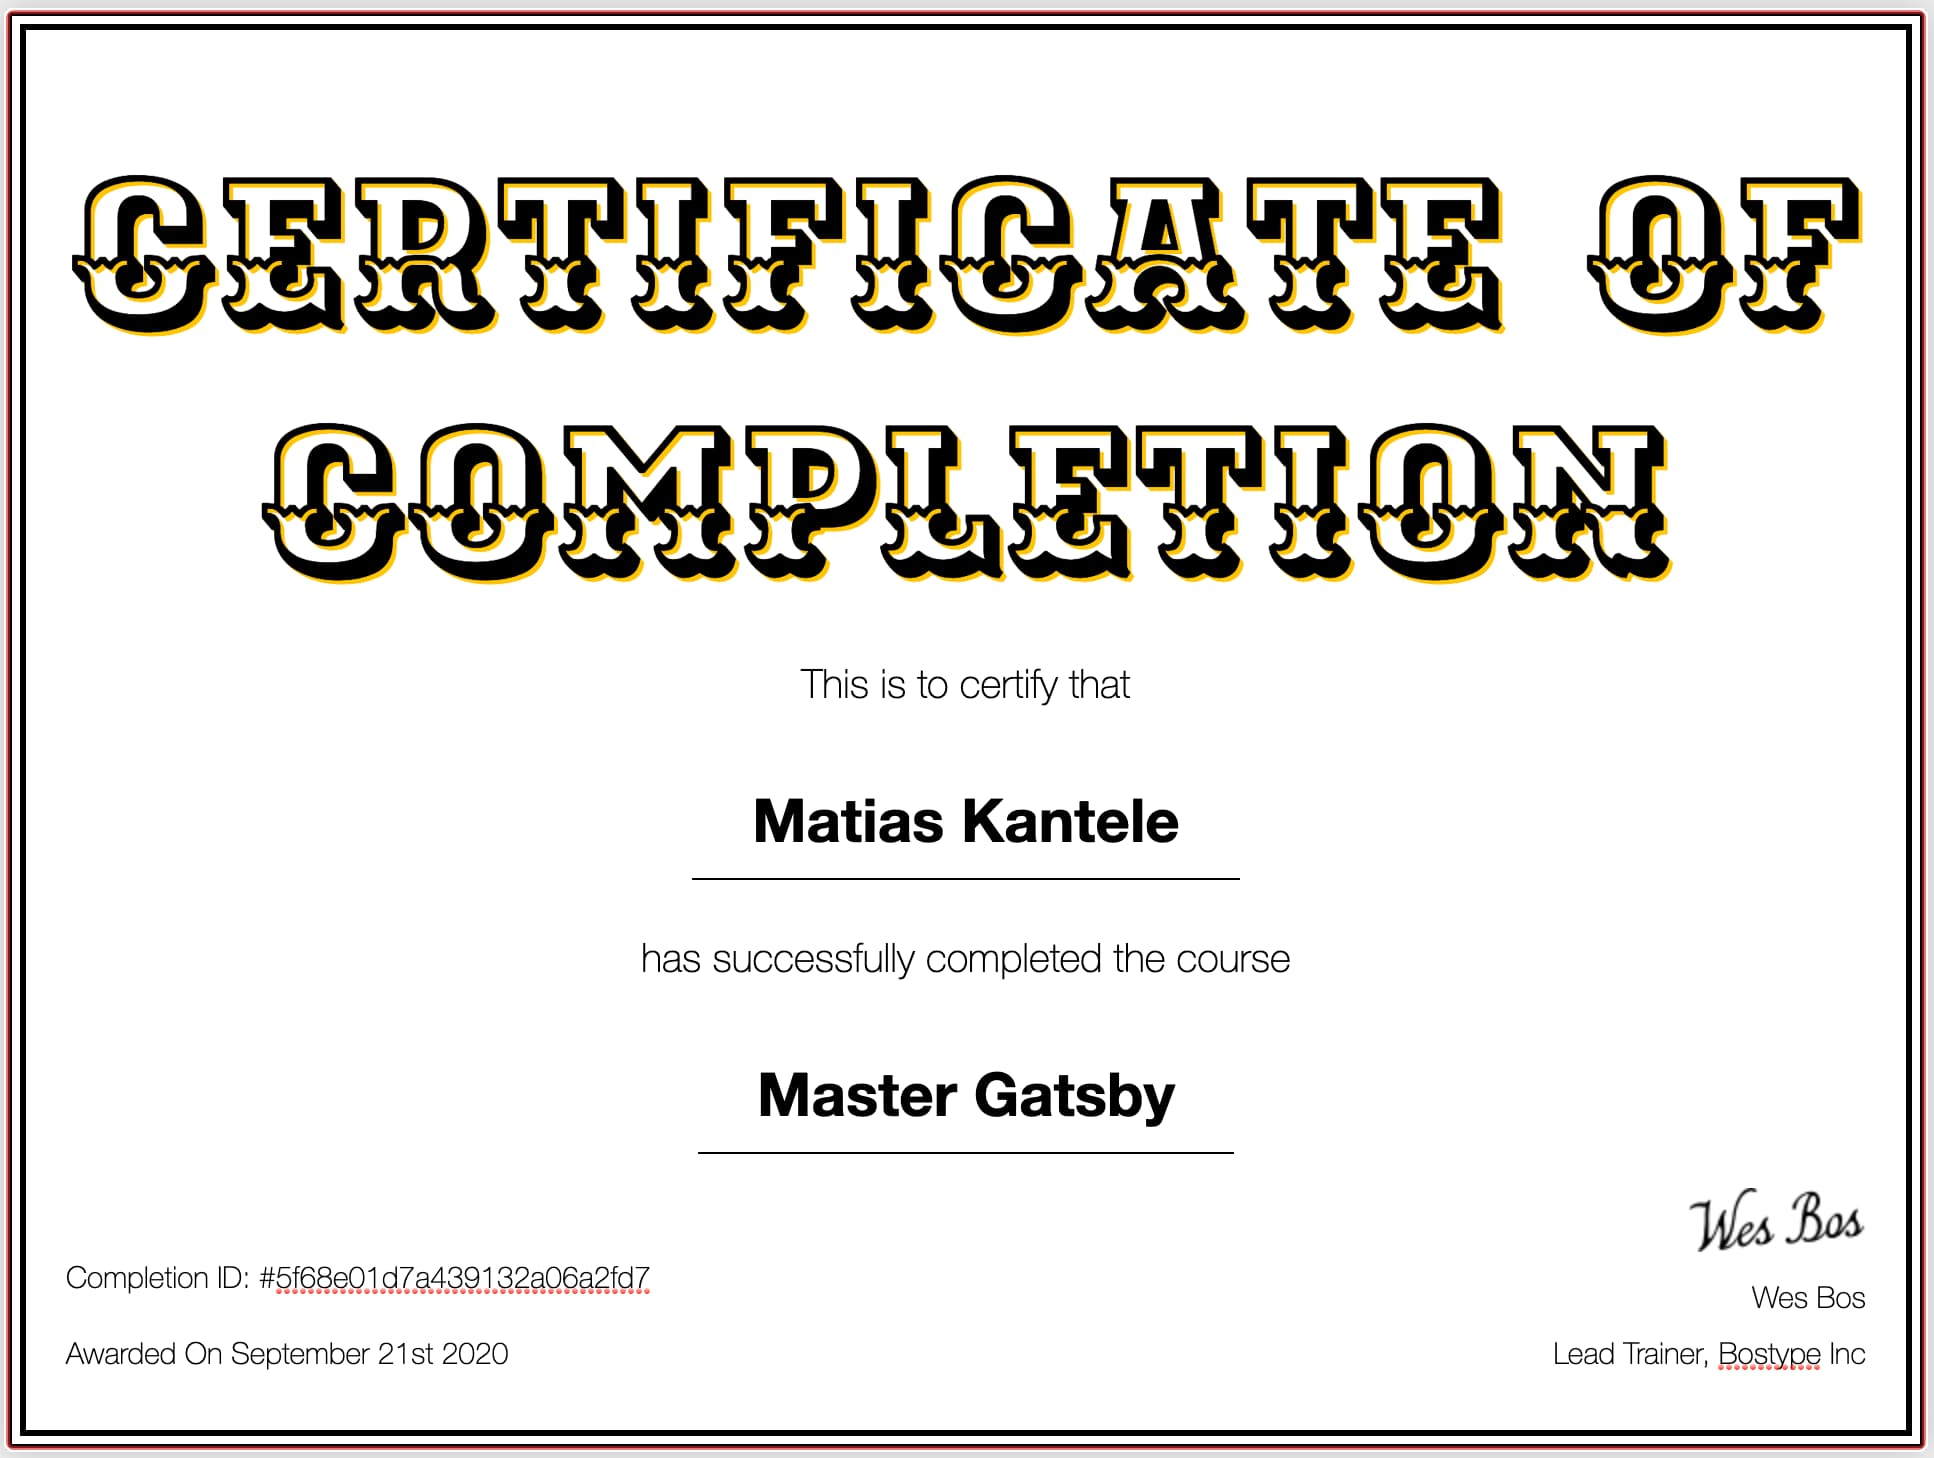 CERTIFICATE OF
COMPLETION
This is to certify that
Matias Kantele
has successfully completed the course
Master Gatsby
Wes Bos
Completion ID: #5f68e01d7a439132a06a2fd7
Wes Bos
Awarded On September 21st 2020
Lead Trainer, Bostype Inc